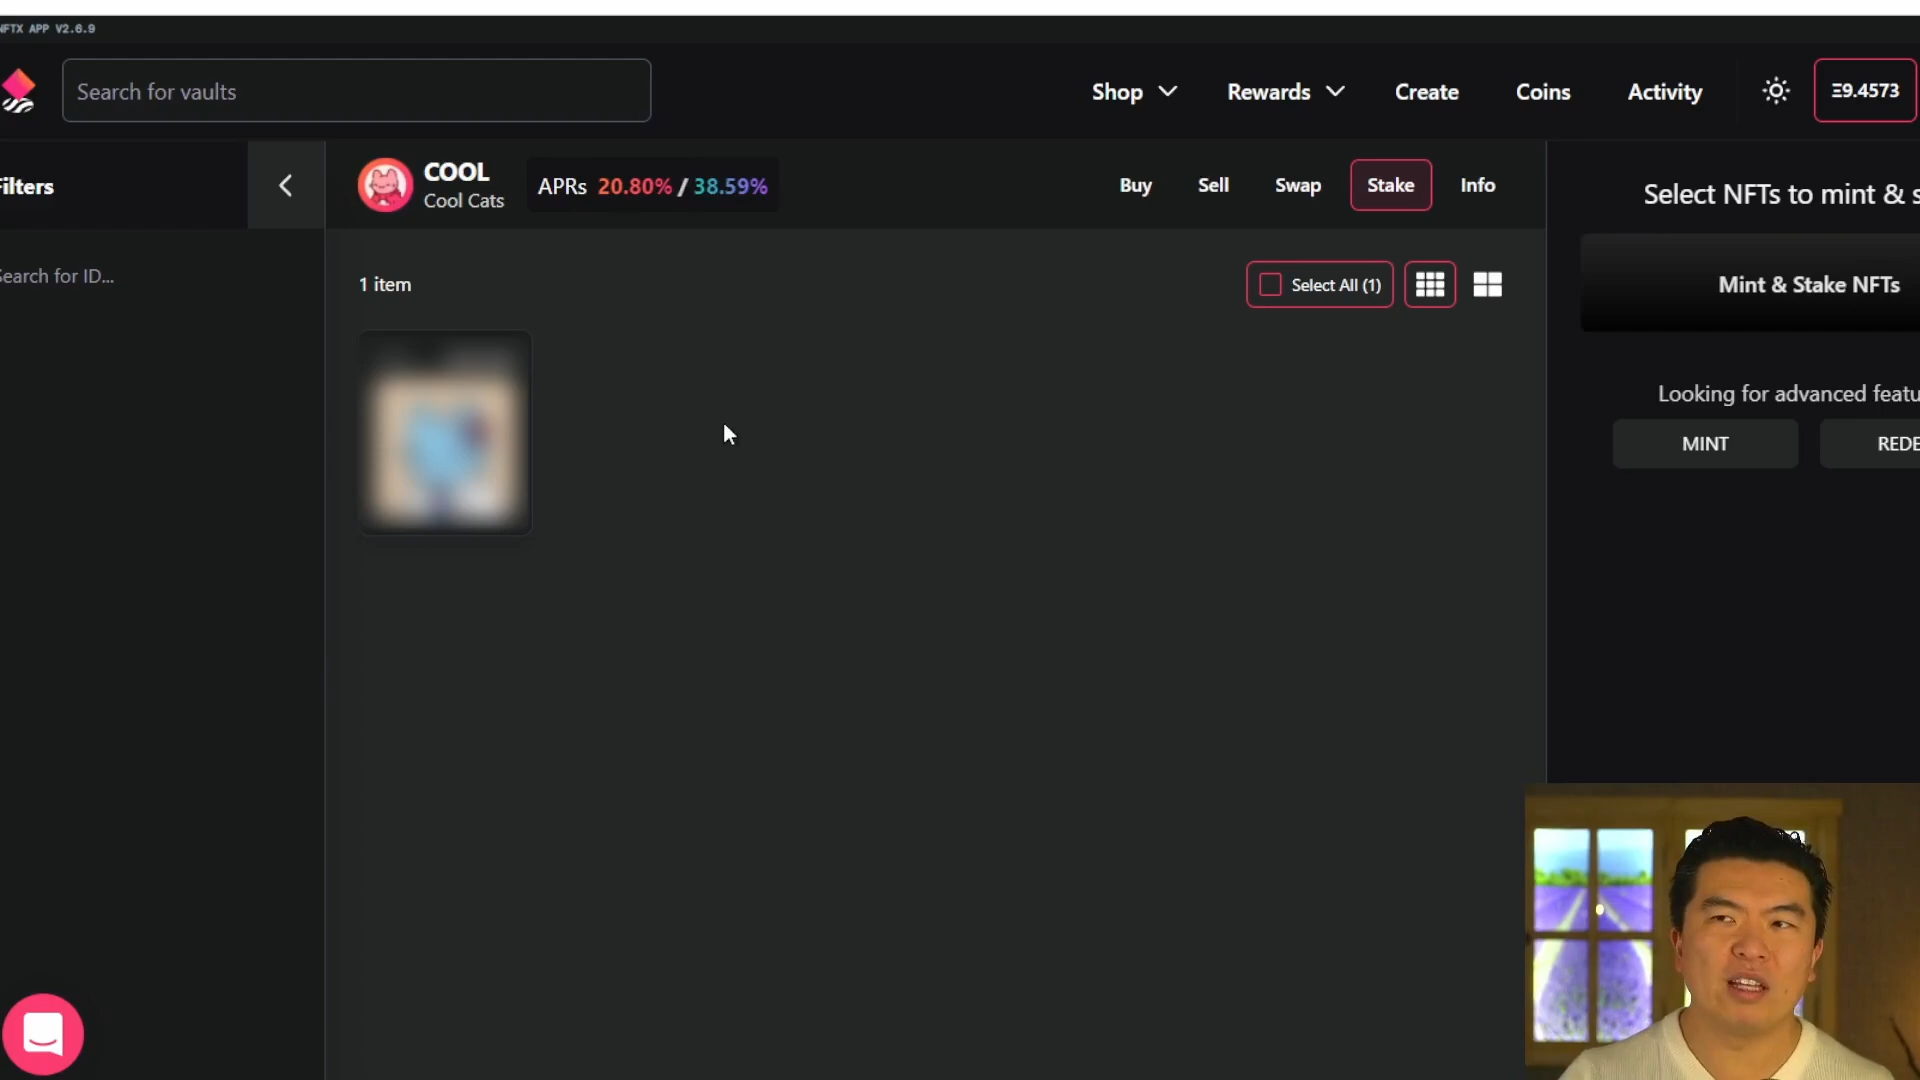 NFTX APP V2.6.9
Search for vaults
Shop
Rewards
Create
Coins
Activity
Ξ9.4573
Filters
COOL
Cool Cats
APRs 20.80% / 38.59%
Buy
Sell
Swap
Stake
Info
Select NFTs to mint & s
Search for ID...
1 item
Select All (1)
Mint & Stake NFTs
Looking for advanced featu
MINT
REDE